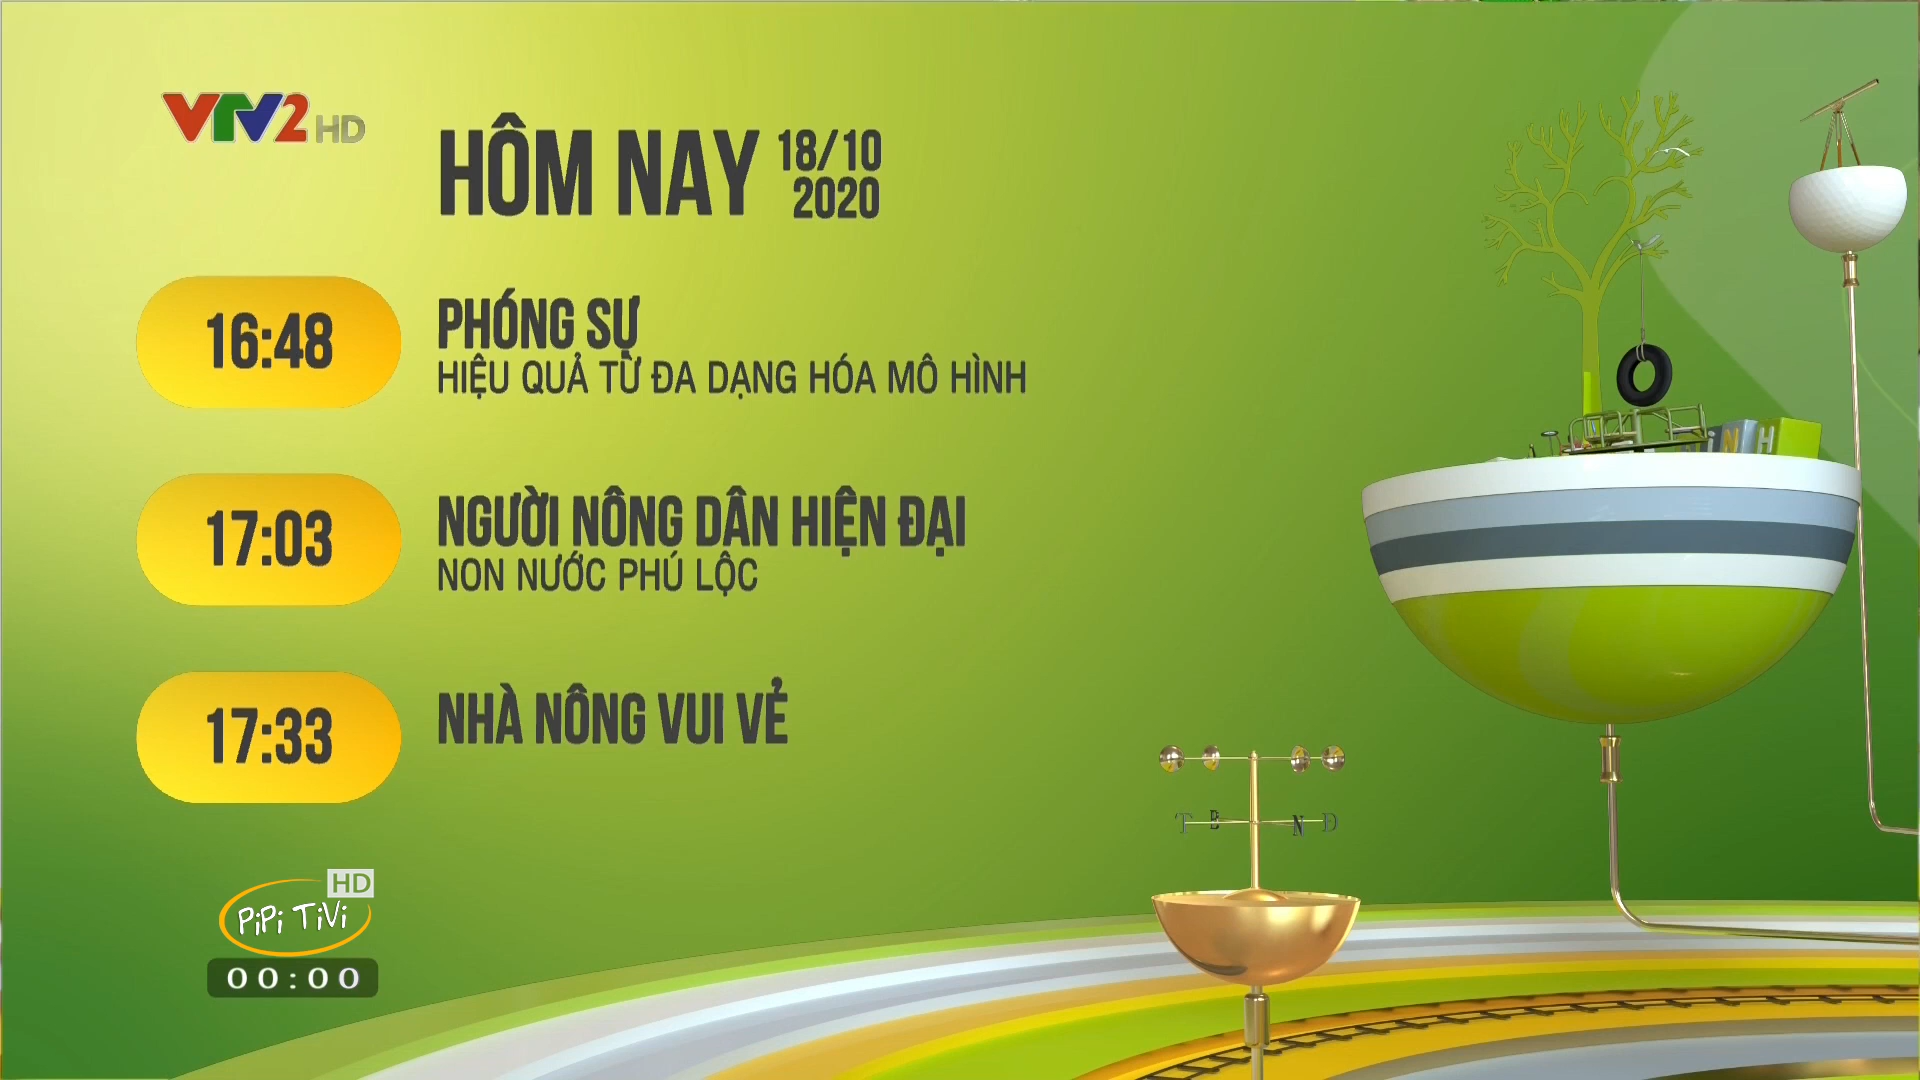 VTV2 HD
HÔM NAY 18/10
2020
16:48
PHÓNG SỰ
HIỆU QUẢ TỪ ĐA DẠNG HÓA MÔ HÌNH
17:03
NGƯỜI NÔNG DÂN HIỆN ĐẠI
NON NƯỚC PHÚ LỘC
17:33
NHÀ NÔNG VUI VẺ
T B N D
HD
PiPi TiVi
00:00